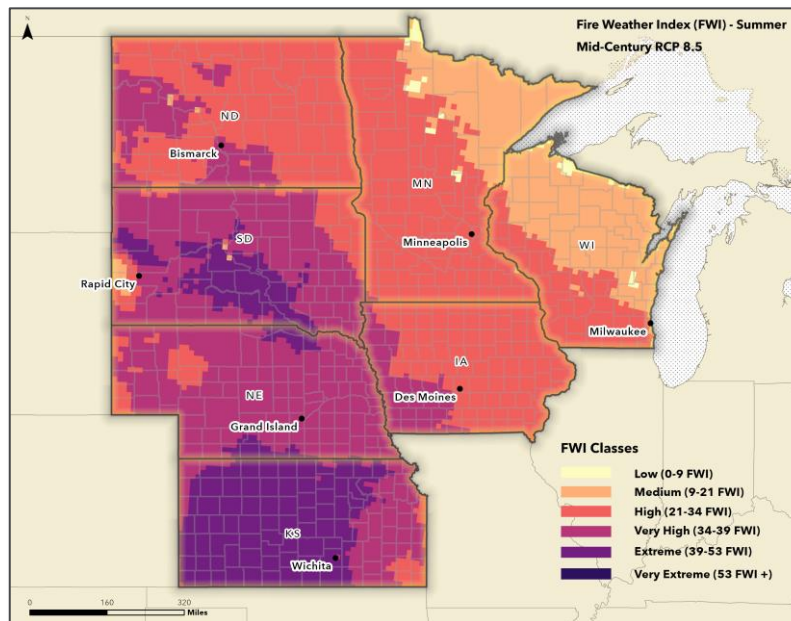 N
Fire Weather Index (FWI) - Summer
Mid-Century RCP 8.5
ND
Bismarck
MN
Minneapolis
SD
Rapid City
WI
Milwaukee
IA
Des Moines
NE
Grand Island
KS
Wichita
FWI Classes
Low (0-9 FWI)
Medium (9-21 FWI)
High (21-34 FWI)
Very High (34-39 FWI)
Extreme (39-53 FWI)
Very Extreme (53 FWI +)
0 160 320
Miles